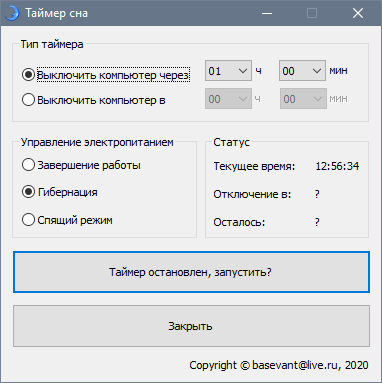 Таймер сна
Тип таймера
Выключить компьютер через 01 ч 00 мин
Выключить компьютер в 00 ч 00 мин
Управление электропитанием
Завершение работы
Гибернация
Спящий режим
Статус
Текущее время: 12:56:34
Отключение в: ?
Осталось: ?
Таймер остановлен, запустить?
Закрыть
Copyright © basevant@live.ru, 2020